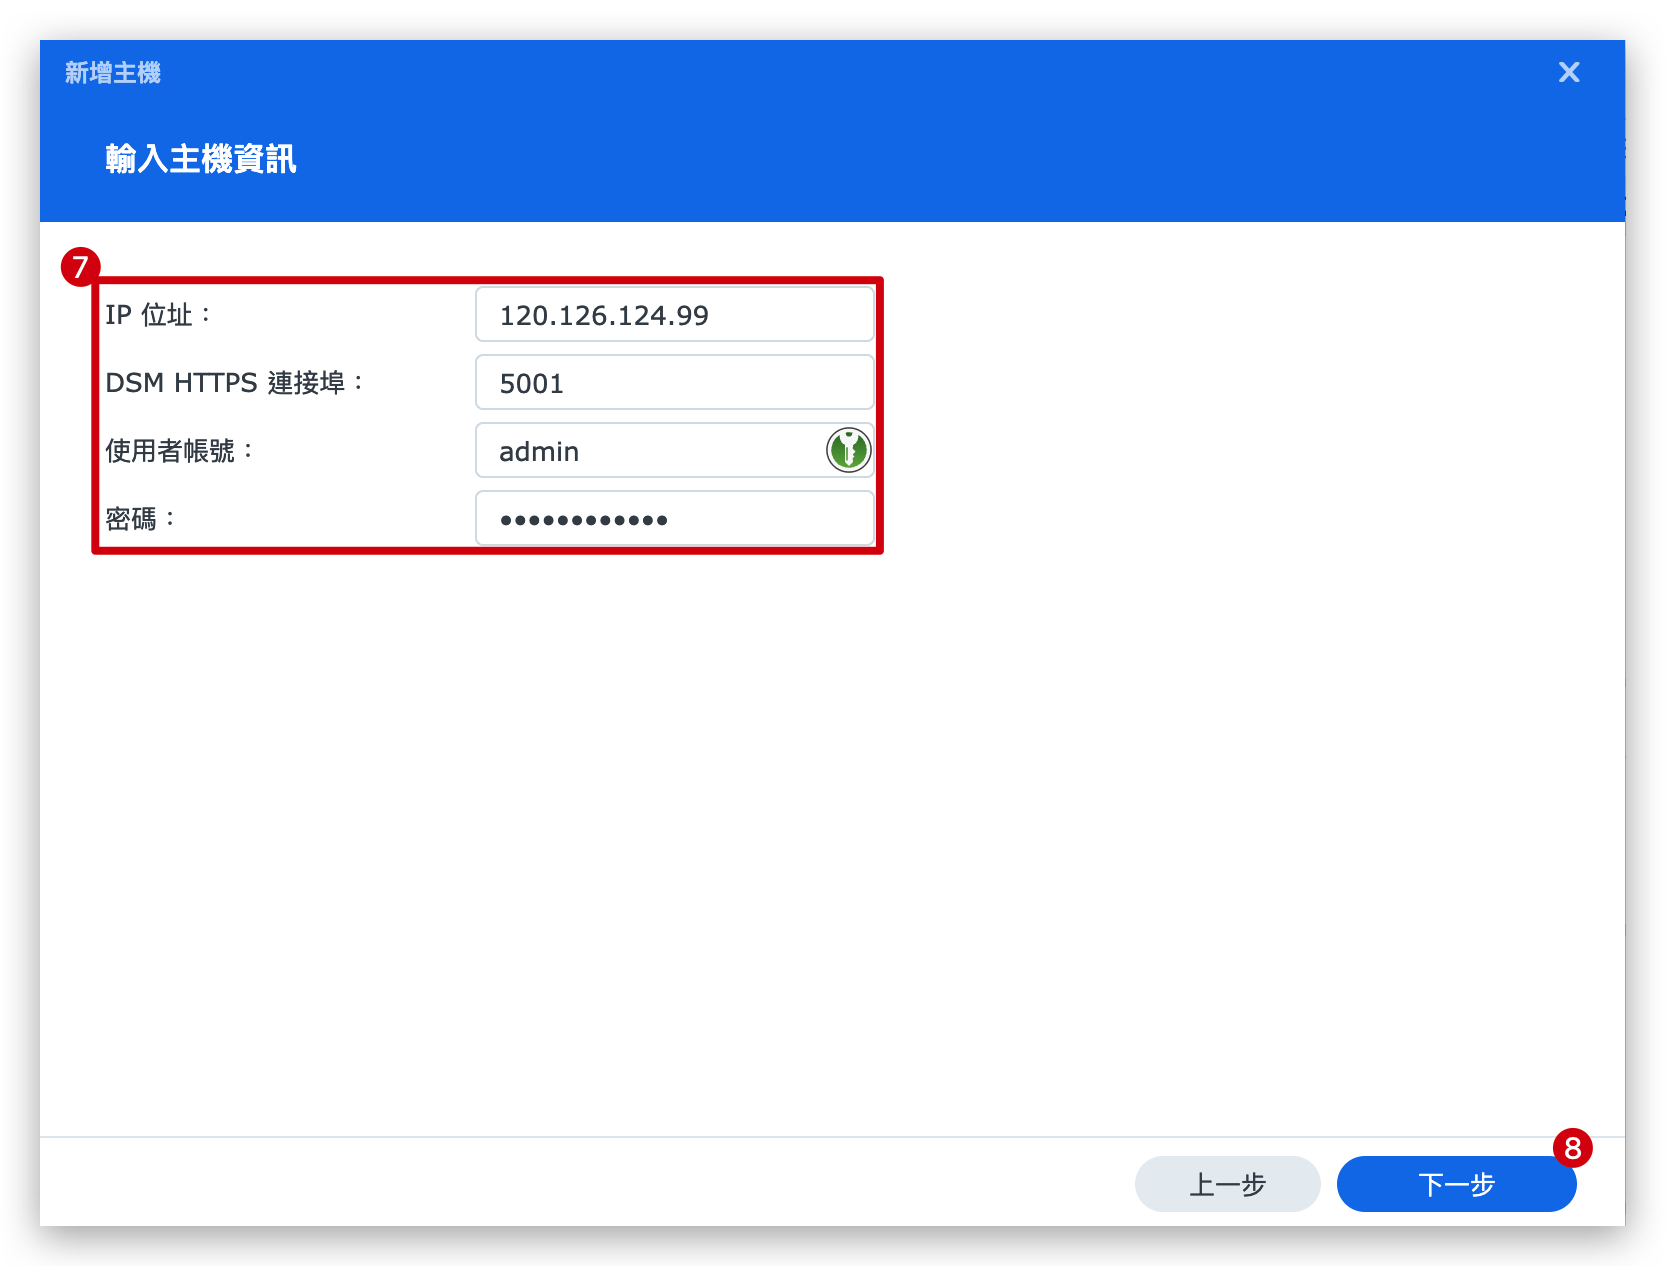 新增主機
X
輸入主機資訊
7
IP 位址：
120.126.124.99
DSM HTTPS 連接埠：
5001
使用者帳號：
admin
密碼：
••••••••••••
8
上一步
下一步